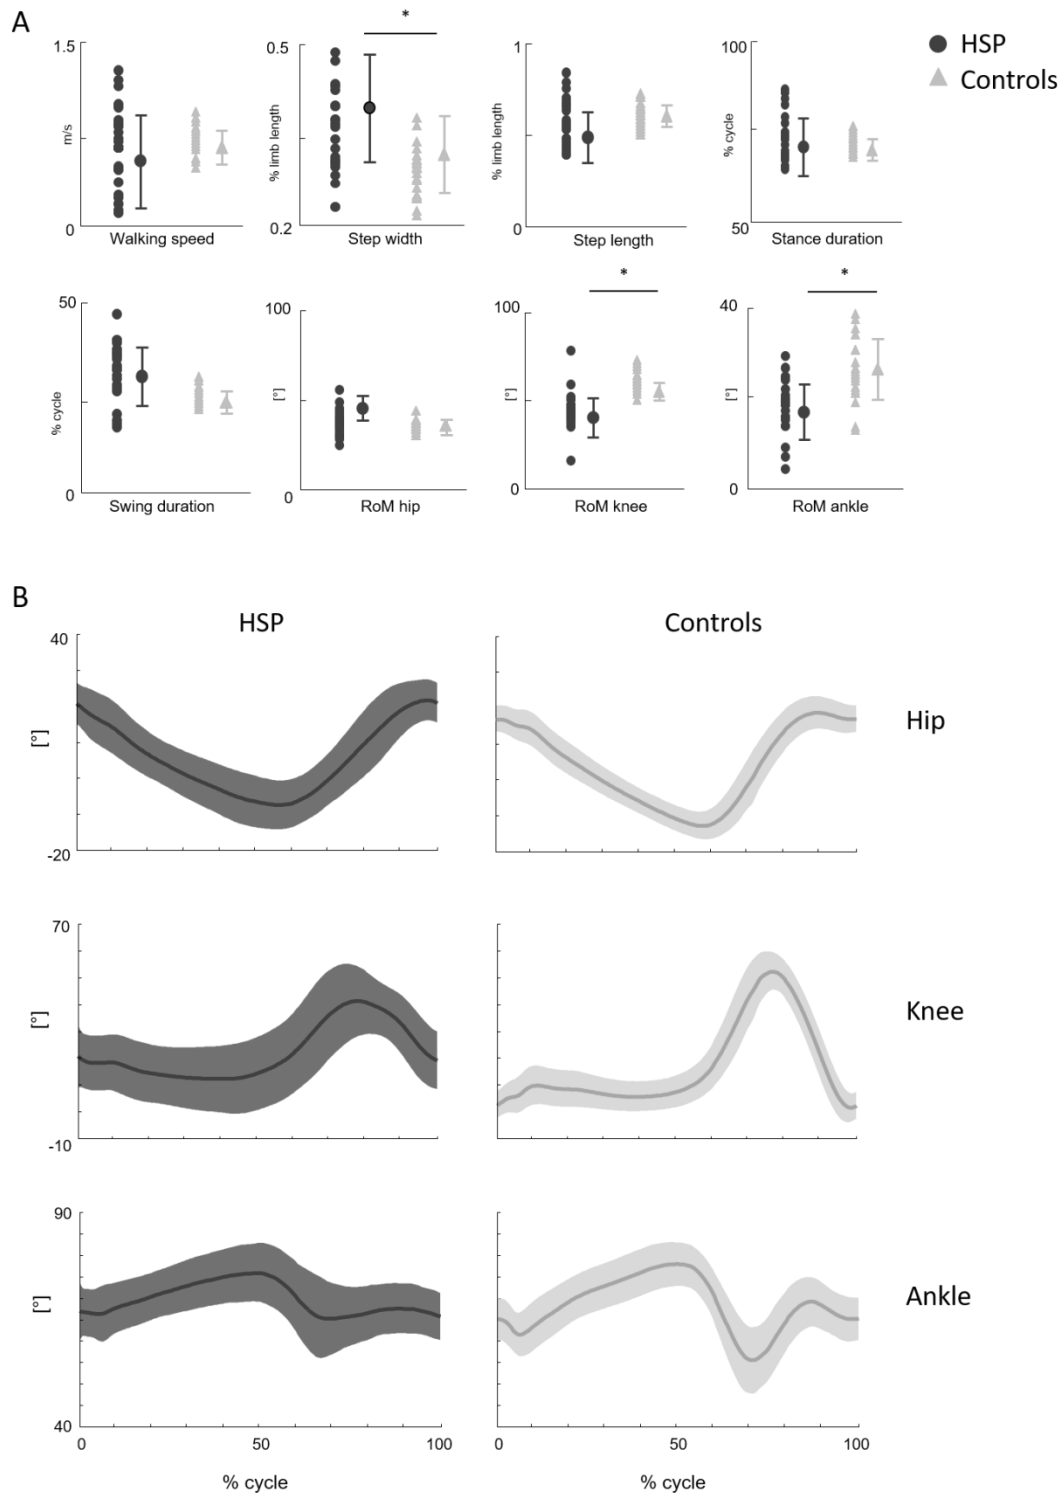 A
*
HSP
Controls
1.5
m/s
0
Walking speed
0.5
% limb length
0.2
Step width
1
% limb length
0
Step length
100
% cycle
50
Stance duration
50
% cycle
0
Swing duration
100
[°]
0
RoM hip
*
100
[°]
0
RoM knee
*
40
[°]
0
RoM ankle
B
HSP
Controls
40
[°]
-20
Hip
70
[°]
-10
Knee
90
[°]
40
Ankle
0 50 100
0 50 100
% cycle
% cycle